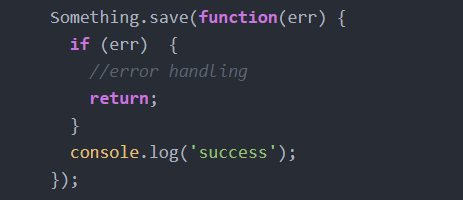 Something.save(function(err) {
  if (err)  {
    //error handling
    return;
  }
  console.log('success');
});